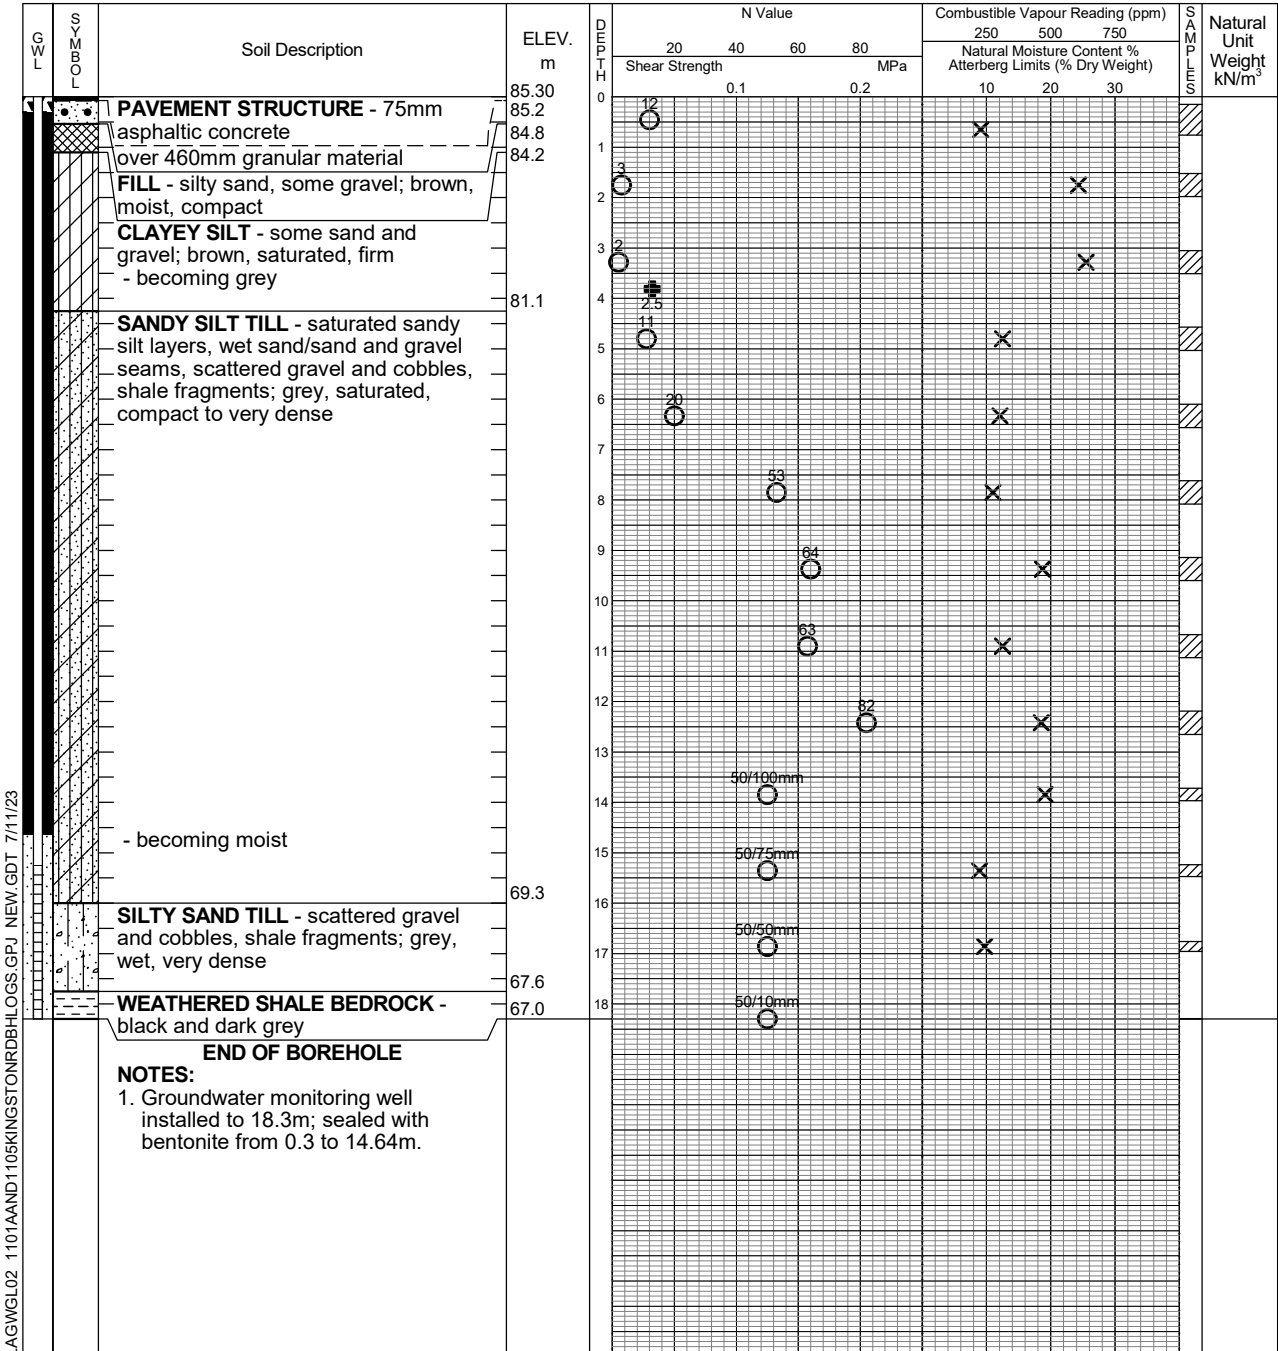 GWL
SYMBOL
Soil Description
ELEV.
m
DEPTH
N Value
20 40 60 80
Shear Strength MPa
0.1 0.2
Combustible Vapour Reading (ppm)
250 500 750
Natural Moisture Content %
Atterberg Limits (% Dry Weight)
10 20 30
SAMPLES
Natural
Unit
Weight
kN/m³
85.30
PAVEMENT STRUCTURE - 75mm
asphaltic concrete
over 460mm granular material
85.2
84.8
84.2
FILL - silty sand, some gravel; brown,
moist, compact
CLAYEY SILT - some sand and
gravel; brown, saturated, firm
- becoming grey
81.1
SANDY SILT TILL - saturated sandy
silt layers, wet sand/sand and gravel
seams, scattered gravel and cobbles,
shale fragments; grey, saturated,
compact to very dense
- becoming moist
69.3
SILTY SAND TILL - scattered gravel
and cobbles, shale fragments; grey,
wet, very dense
67.6
WEATHERED SHALE BEDROCK -
black and dark grey
67.0
END OF BOREHOLE
NOTES:
1. Groundwater monitoring well
installed to 18.3m; sealed with
bentonite from 0.3 to 14.64m.
0
1
2
3
4
5
6
7
8
9
10
11
12
13
14
15
16
17
18
12
3
2
2.5
11
20
53
64
63
82
50/100mm
50/75mm
50/50mm
50/10mm
AGWGL02 1101AAND1105KINGSTONRDBHLOGS.GPJ NEW.GDT 7/11/23